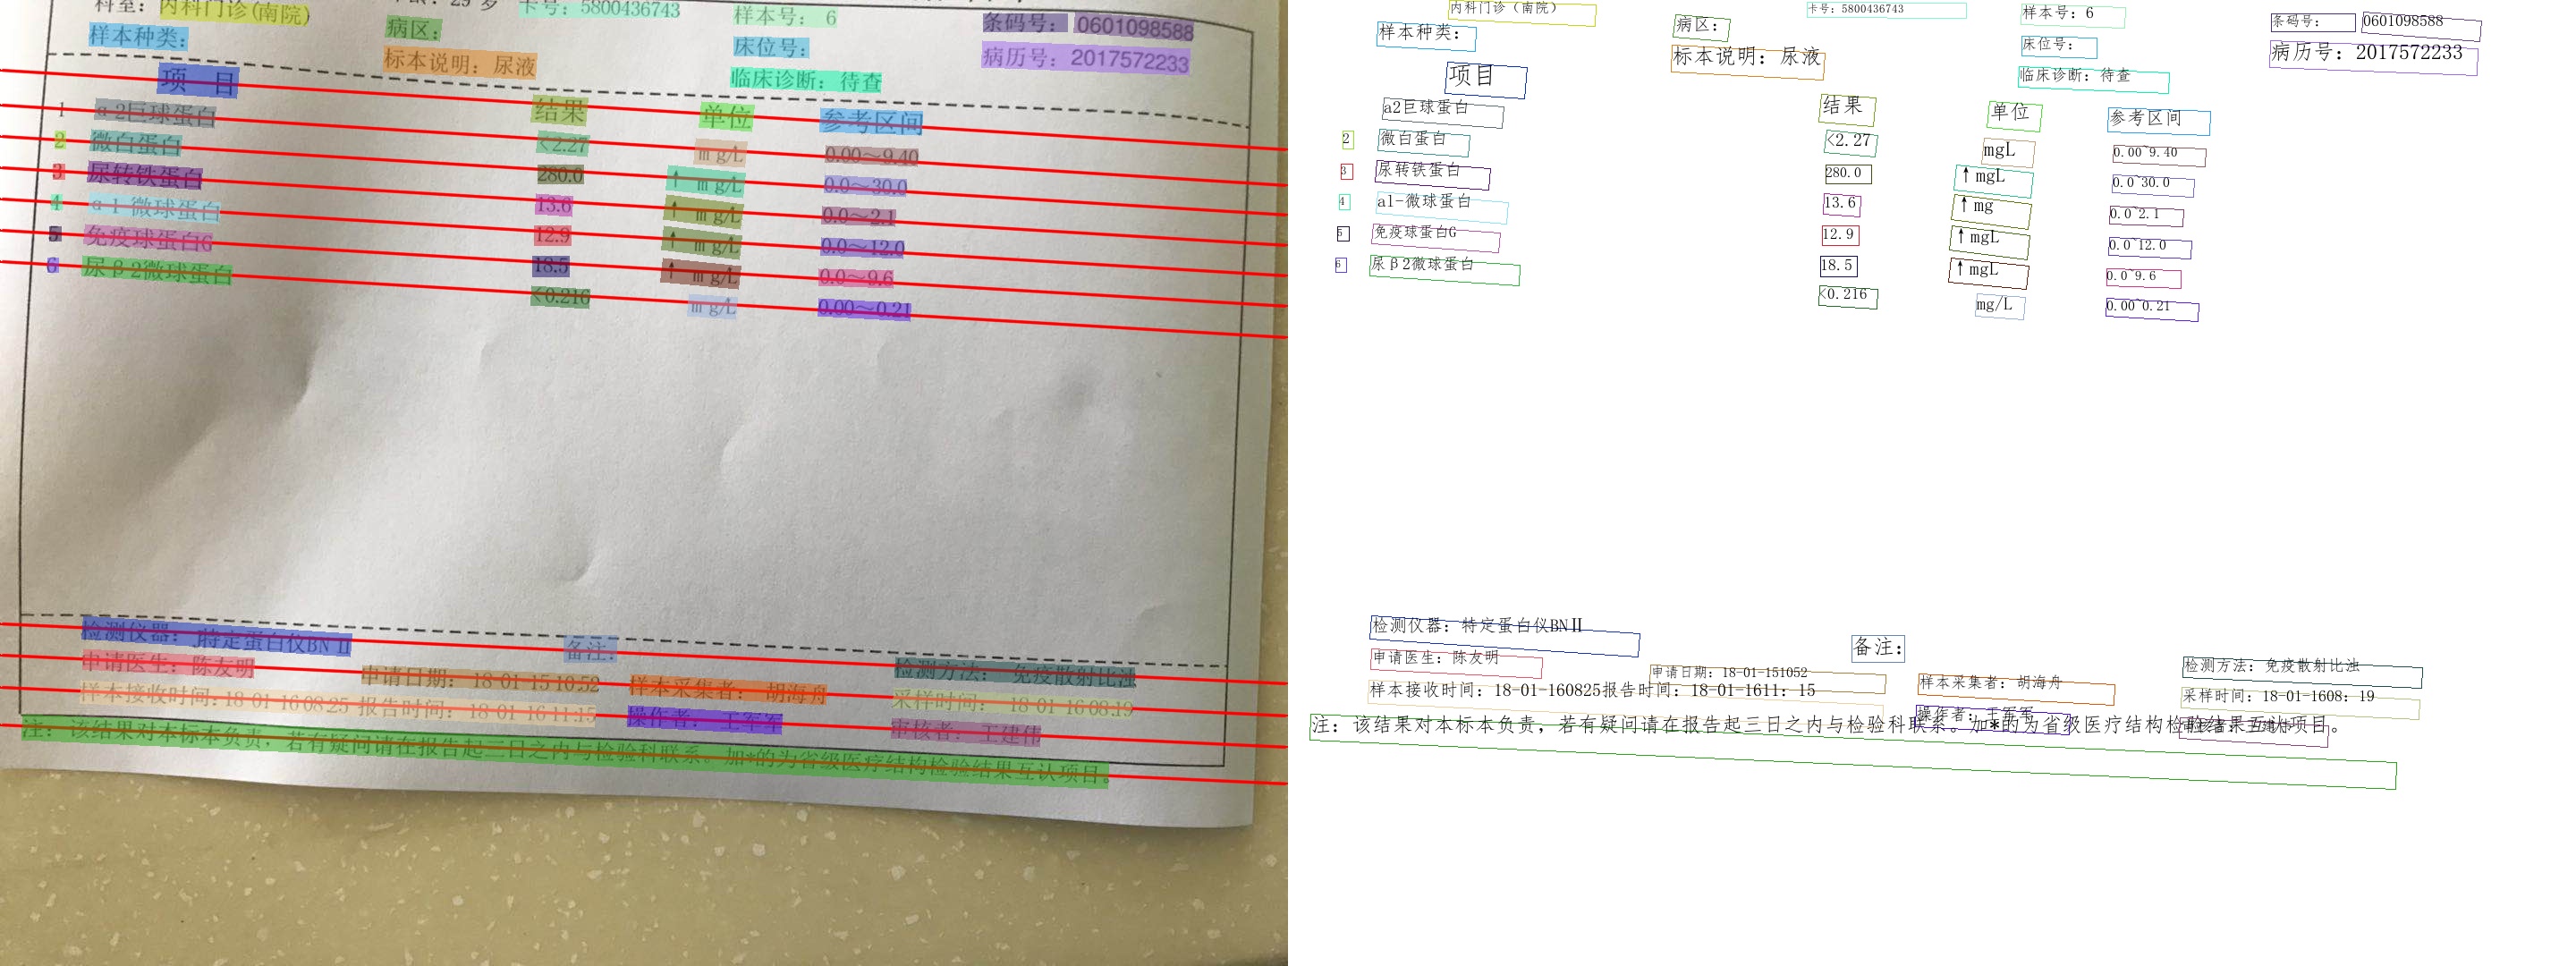 科室：内科门诊(南院) 年龄：29 岁 卡号：5800436743 样本号：6 条码号：0601098588
样本种类： 病区： 床位号： 病历号：2017572233
标本说明：尿液 临床诊断：待查
项 目 结果 单位 参考区间
1 α-2巨球蛋白 <2.27 mg/L 0.00～9.40
2 微白蛋白 280.0 ↑ mg/L 0.0～30.0
3 尿转铁蛋白 13.6 ↑ mg/L 0.0～2.1
4 α-1-微球蛋白 12.9 ↑ mg/L 0.0～12.0
5 免疫球蛋白G 18.5 ↑ mg/L 0.0～9.6
6 尿β2微球蛋白 <0.216 mg/L 0.00～0.21
检测仪器：特定蛋白仪BNⅡ 备注： 检测方法：免疫散射比浊
申请医生：陈友明 申请日期：18-01-15 10:52 样本采集者：胡海舟 采样时间：18-01-16 08:19
样本接收时间：18-01-16 08:25 报告时间：18-01-16 11:15 操作者：王军军 审核者：王建伟
注：该结果对本标本负责，若有疑问请在报告起三日之内与检验科联系。加*的为省级医疗结构检验结果互认项目。
内科门诊（南院） 卡号：5800436743 样本号：6 条码号： 0601098588
样本种类： 病区： 床位号： 病历号：2017572233
标本说明：尿液 临床诊断：待查
项目 结果 单位 参考区间
a2巨球蛋白 <2.27 mgL 0.00~9.40
2 微白蛋白 280.0 ↑mgL 0.0~30.0
3 尿转铁蛋白 13.6 ↑mg 0.0~2.1
4 a1-微球蛋白 12.9 ↑mgL 0.0~12.0
5 免疫球蛋白G 18.5 ↑mgL 0.0~9.6
6 尿β2微球蛋白 <0.216 mg/L 0.00~0.21
检测仪器：特定蛋白仪BNⅡ 备注： 检测方法：免疫散射比浊
申请医生：陈友明 申请日期：18-01-151052 样本采集者：胡海舟 采样时间：18-01-1608：19
样本接收时间：18-01-160825报告时间：18-01-1611：15 操作者：王军军 审核者：王建伟
注：该结果对本标本负责，若有疑问请在报告起三日之内与检验科联系。加*的为省级医疗结构检验结果互认项目。